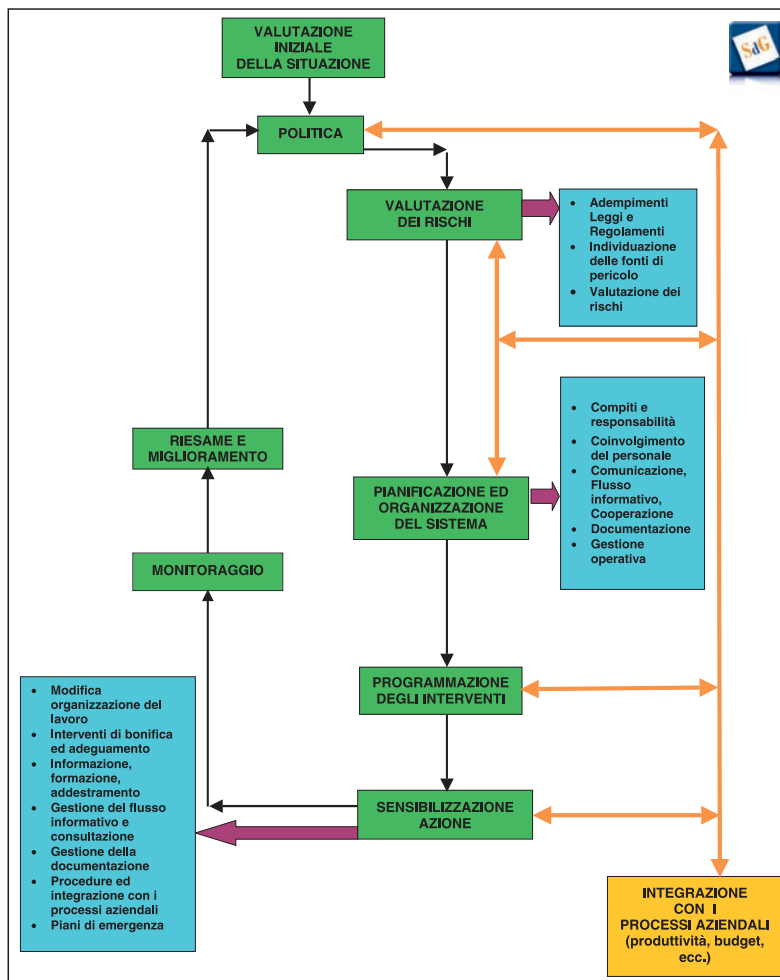 VALUTAZIONE
INIZIALE
DELLA SITUAZIONE
SdG
POLITICA
VALUTAZIONE
DEI RISCHI
• Adempimenti
Leggi e
Regolamenti
• Individuazione
delle fonti di
pericolo
• Valutazione dei
rischi
RIESAME E
MIGLIORAMENTO
• Compiti e
responsabilità
• Coinvolgimento
del personale
• Comunicazione,
Flusso
informativo,
Cooperazione
• Documentazione
• Gestione
operativa
PIANIFICAZIONE ED
ORGANIZZAZIONE
DEL SISTEMA
MONITORAGGIO
PROGRAMMAZIONE
DEGLI INTERVENTI
• Modifica
organizzazione del
lavoro
• Interventi di bonifica
ed adeguamento
• Informazione,
formazione,
addestramento
• Gestione del flusso
informativo e
consultazione
• Gestione della
documentazione
• Procedure ed
integrazione con i
processi aziendali
• Piani di emergenza
SENSIBILIZZAZIONE
AZIONE
INTEGRAZIONE
CON I
PROCESSI AZIENDALI
(produttività, budget,
ecc.)